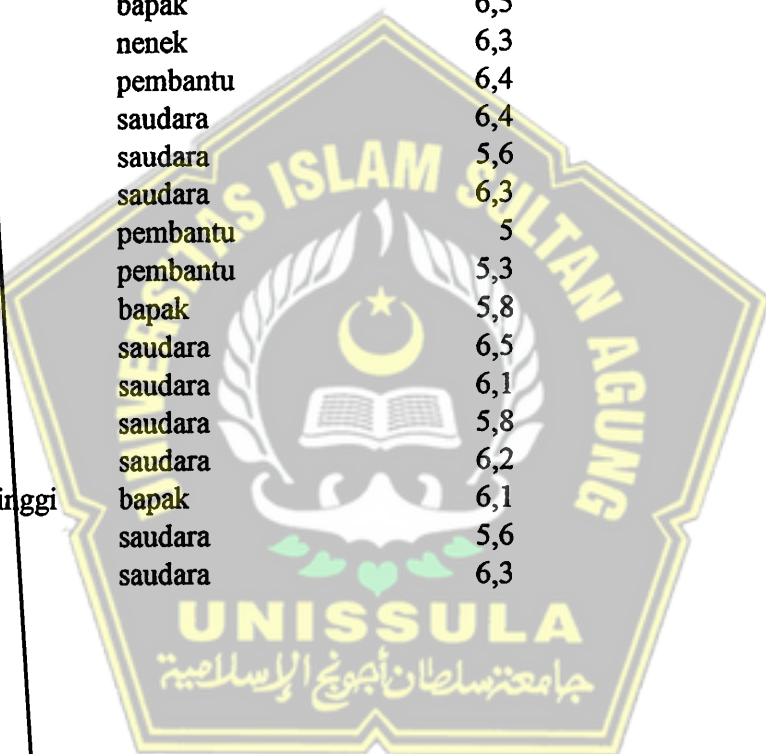 bapak 6,5
nenek 6,3
pembantu 6,4
saudara 6,4
saudara 5,6
saudara 6,3
pembantu 5
pembantu 5,3
bapak 5,8
saudara 6,5
saudara 6,1
saudara 5,8
saudara 6,2
inggi bapak 6,1
saudara 5,6
saudara 6,3
UNIVERSITAS ISLAM SULTAN AGUNG
UNISSULA
جامعة سلطان أجونج الإسلامية